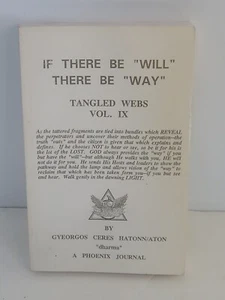 IF THERE BE "WILL"
THERE BE "WAY"
TANGLED WEBS
VOL. IX
As the tattered fragments are tied into bundles which REVEAL
the perpetrators and uncover their methods of operation—the
truth "outs" and the citizen is given that which explains and
defines. If he chooses NOT to hear or see, so be it for his is
the lot of the LOST. GOD always provides the "way" if you
but have the "will"—but although He walks with you, HE will
not do it for you. He sends his Hosts and Leaders to show the
pathway and hold the lamp and allows vision of the "way" to
reclaim that which has been taken from you—if you but see
and hear. Walk gently in the dawning LIGHT.
BY
GYEORGOS CERES HATONN/ATON
"dharma"
A PHOENIX JOURNAL